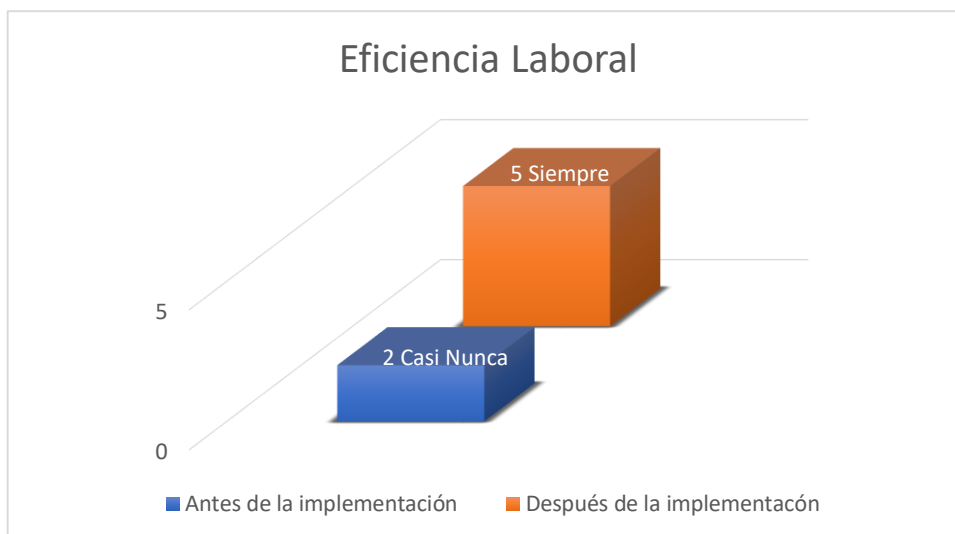 Eficiencia Laboral
5 Siempre
5
2 Casi Nunca
0
Antes de la implementación
Después de la implementacón